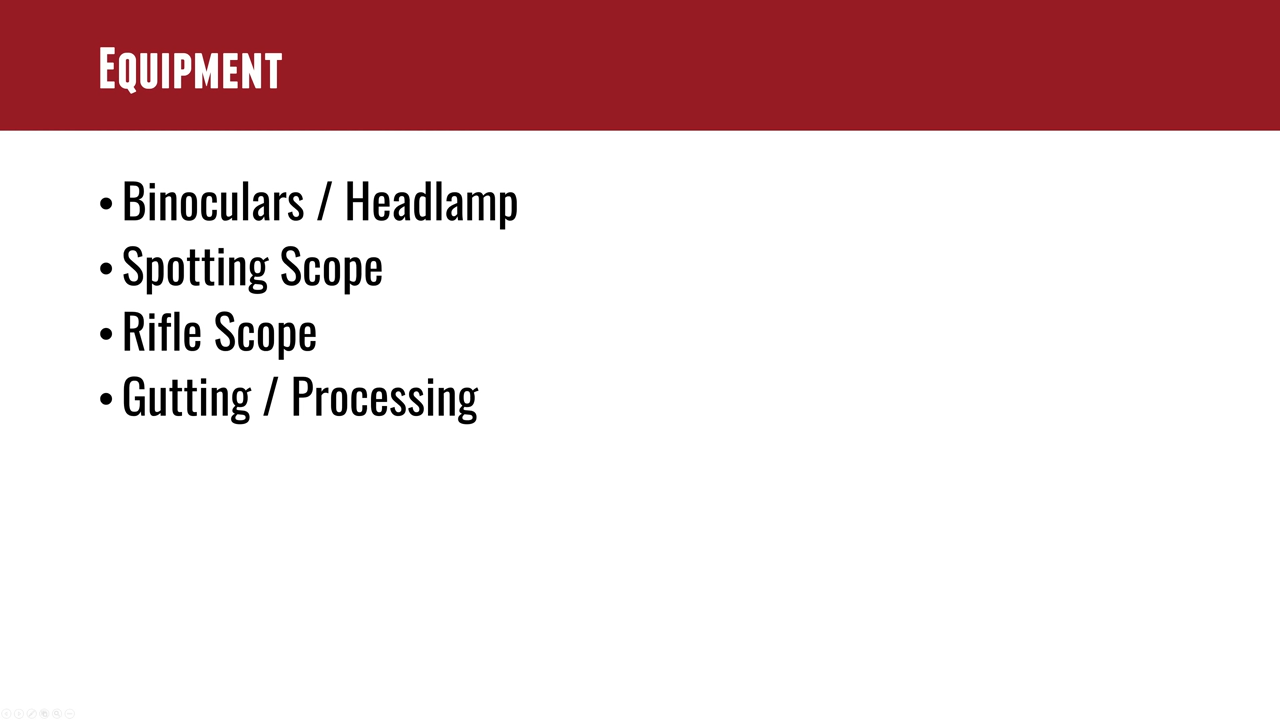 Equipment
• Binoculars / Headlamp
• Spotting Scope
• Rifle Scope
• Gutting / Processing